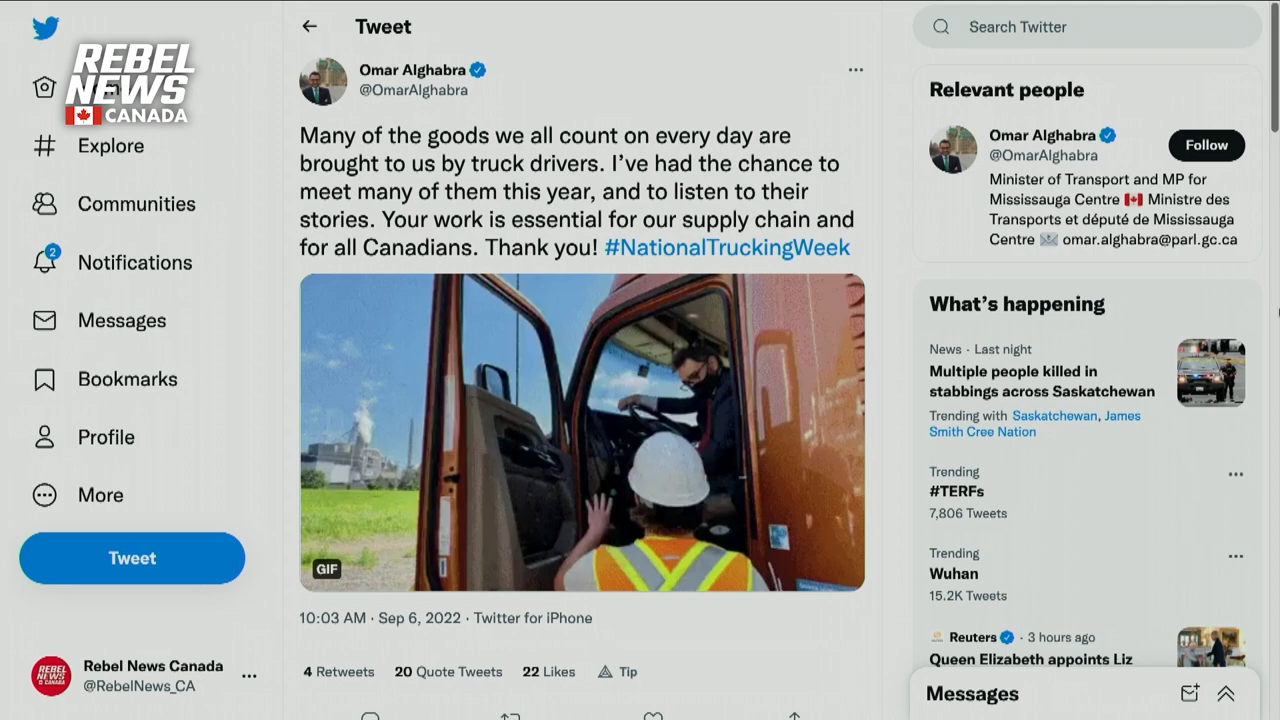 REBEL
NEWS
CANADA
Explore
Communities
2
Notifications
Messages
Bookmarks
Profile
More
Tweet
Rebel News Canada
@RebelNews_CA
Tweet
Omar Alghabra
@OmarAlghabra
Many of the goods we all count on every day are
brought to us by truck drivers. I’ve had the chance to
meet many of them this year, and to listen to their
stories. Your work is essential for our supply chain and
for all Canadians. Thank you! #NationalTruckingWeek
GIF
10:03 AM · Sep 6, 2022 · Twitter for iPhone
4 Retweets 20 Quote Tweets 22 Likes Tip
Search Twitter
Relevant people
Omar Alghabra
@OmarAlghabra
Follow
Minister of Transport and MP for
Mississauga Centre 🇨🇦 Ministre des
Transports et député de Mississauga
Centre 📧 omar.alghabra@parl.gc.ca
What’s happening
News · Last night
Multiple people killed in
stabbings across Saskatchewan
Trending with Saskatchewan, James
Smith Cree Nation
Trending
#TERFs
7,806 Tweets
Trending
Wuhan
15.2K Tweets
Reuters · 3 hours ago
Queen Elizabeth appoints Liz
Messages